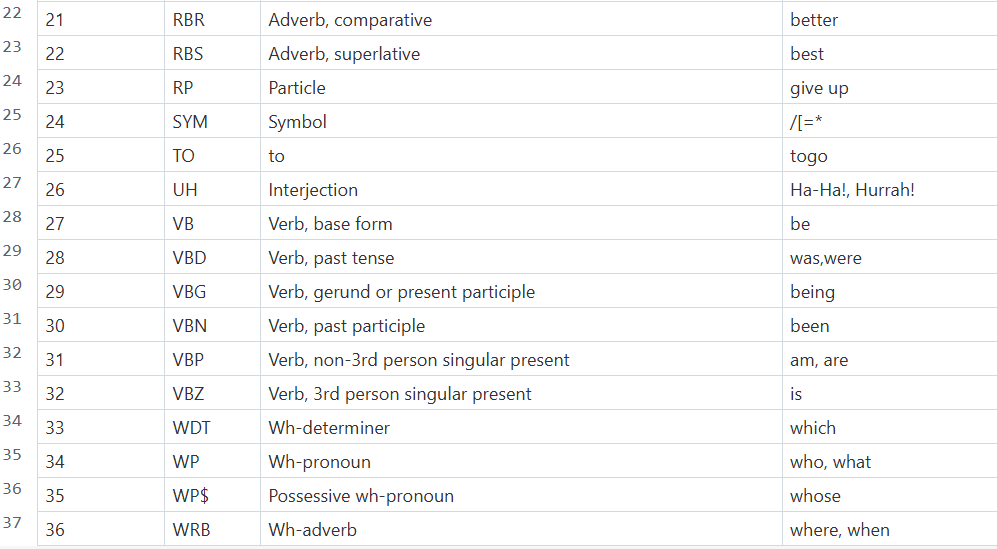 22 21 RBR Adverb, comparative better
23 22 RBS Adverb, superlative best
24 23 RP Particle give up
25 24 SYM Symbol /[=*
26 25 TO to togo
27 26 UH Interjection Ha-Ha!, Hurrah!
28 27 VB Verb, base form be
29 28 VBD Verb, past tense was,were
30 29 VBG Verb, gerund or present participle being
31 30 VBN Verb, past participle been
32 31 VBP Verb, non-3rd person singular present am, are
33 32 VBZ Verb, 3rd person singular present is
34 33 WDT Wh-determiner which
35 34 WP Wh-pronoun who, what
36 35 WP$ Possessive wh-pronoun whose
37 36 WRB Wh-adverb where, when